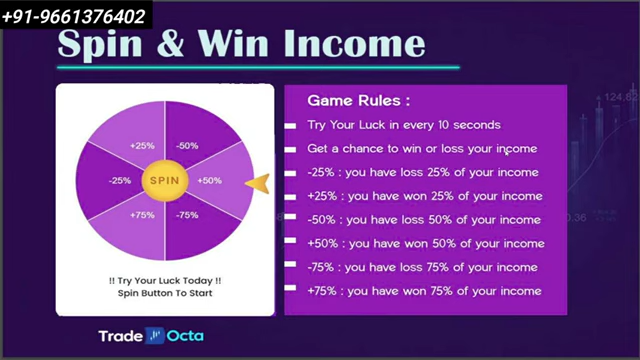 +91-9661376402
Spin & Win Income
+25%
-50%
-25%
SPIN
+50%
+75%
-75%
!! Try Your Luck Today !!
Spin Button To Start
Game Rules :
Try Your Luck in every 10 seconds
Get a chance to win or loss your income
-25% : you have loss 25% of your income
+25% : you have won 25% of your income
-50% : you have loss 50% of your income
+50% : you have won 50% of your income
-75% : you have loss 75% of your income
+75% : you have won 75% of your income
Trade Octa